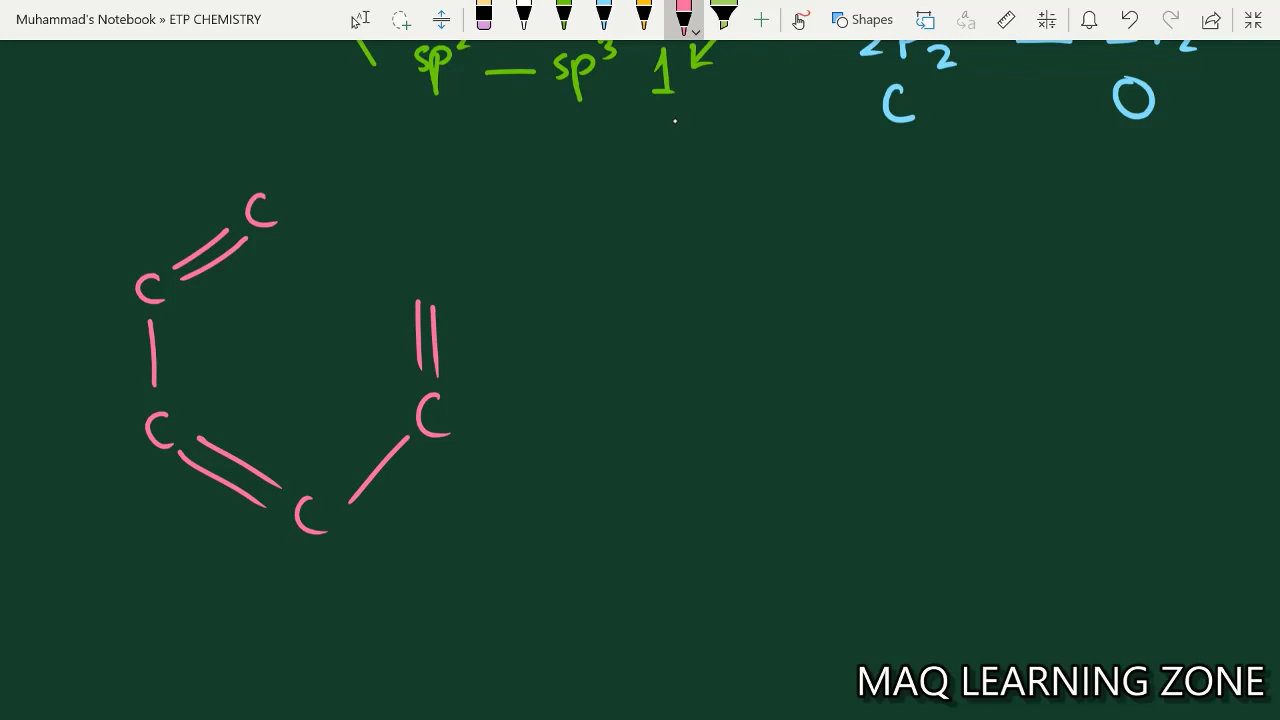 Muhammad's Notebook » ETP CHEMISTRY
Shapes
sp² — sp³ 1
C O
C
C
C
C
C
MAQ LEARNING ZONE